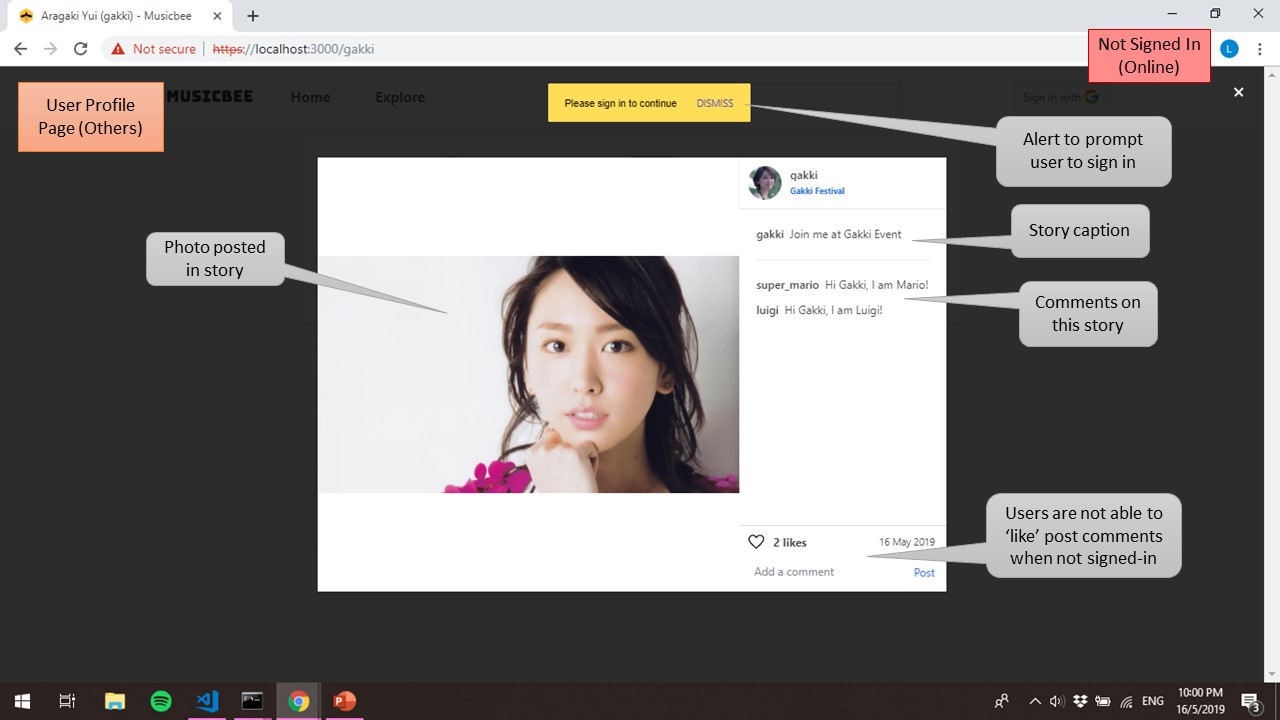 Aragaki Yui (gakki) - Musicbee
Not secure
https://localhost:3000/gakki
L
Not Signed In
(Online)
User Profile
Page (Others)
MUSICBEE
Home
Explore
Please sign in to continue
DISMISS
Sign in with G
Alert to prompt
user to sign in
gakki
Gakki Festival
Story caption
gakki Join me at Gakki Event
Photo posted
in story
super_mario Hi Gakki, I am Mario!
luigi Hi Gakki, I am Luigi!
Comments on
this story
Users are not able to
‘like’ post comments
when not signed-in
2 likes
16 May 2019
Add a comment
Post
ENG
10:00 PM
16/5/2019
3